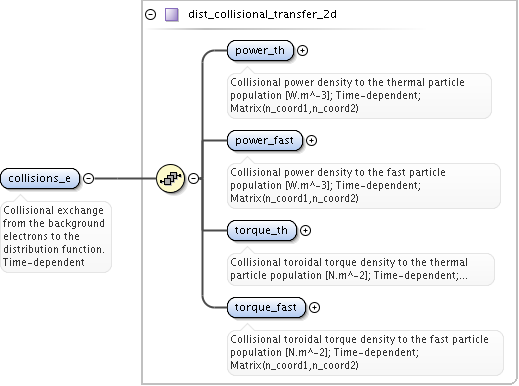 dist_collisional_transfer_2d
power_th
Collisional power density to the thermal particle
population [W.m^-3]; Time-dependent;
Matrix(n_coord1,n_coord2)
power_fast
Collisional power density to the fast particle
population [W.m^-3]; Time-dependent;
Matrix(n_coord1,n_coord2)
collisions_e
Collisional exchange
from the background
electrons to the
distribution function.
Time-dependent
torque_th
Collisional toroidal torque density to the thermal
particle population [N.m^-2]; Time-dependent;...
torque_fast
Collisional toroidal torque density to the fast particle
population [N.m^-2]; Time-dependent;
Matrix(n_coord1,n_coord2)